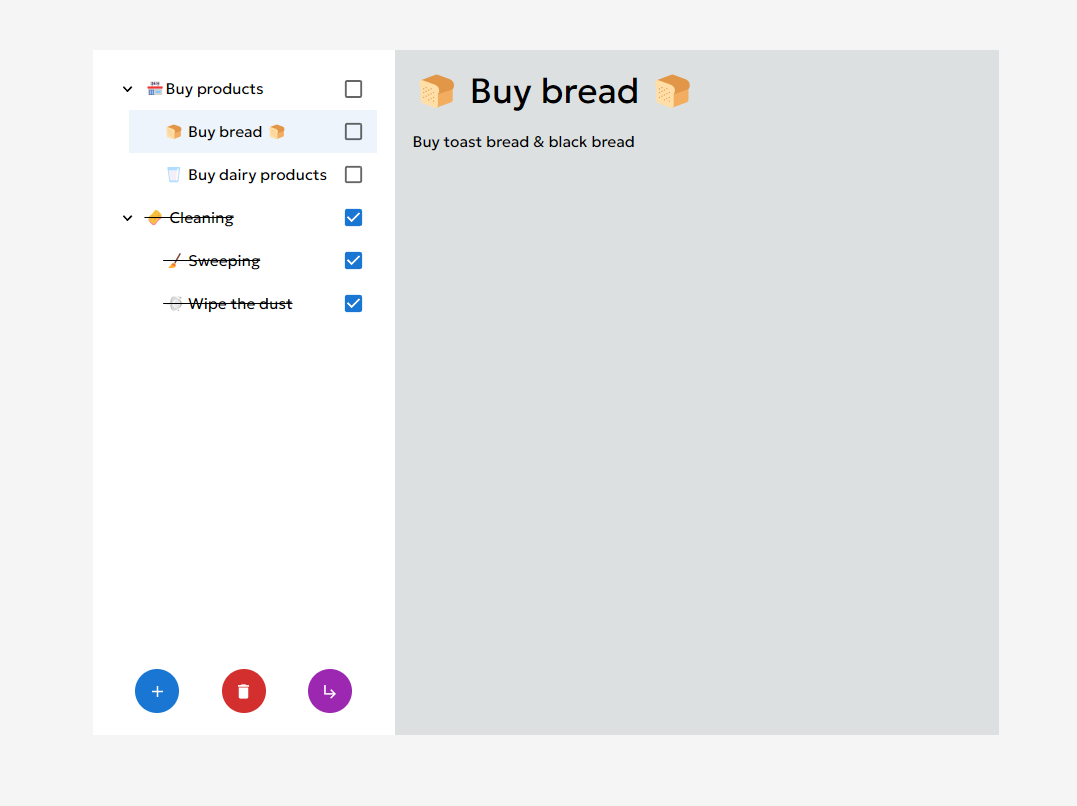 🏪Buy products
🍞 Buy bread 🍞
🥛 Buy dairy products
🧽 Cleaning
🧹 Sweeping
Wipe the dust
🍞 Buy bread 🍞
Buy toast bread & black bread